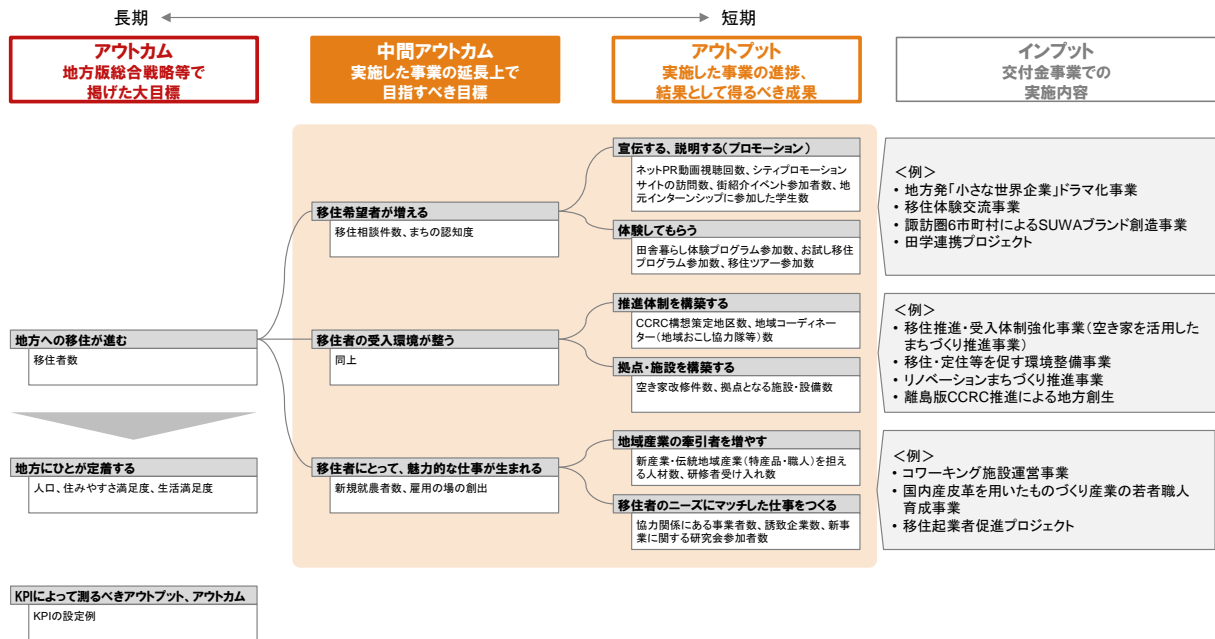 長期
短期
アウトカム
地方版総合戦略等で
掲げた大目標
中間アウトカム
実施した事業の延長上で
目指すべき目標
アウトプット
実施した事業の進捗、
結果として得るべき成果
インプット
交付金事業での
実施内容
地方への移住が進む
移住者数
地方にひとが定着する
人口、住みやすさ満足度、生活満足度
KPIによって測るべきアウトプット、アウトカム
KPIの設定例
移住希望者が増える
移住相談件数、まちの認知度
移住者の受入環境が整う
同上
移住者にとって、魅力的な仕事が生まれる
新規就農者数、雇用の場の創出
宣伝する、説明する(プロモーション)
ネットPR動画視聴回数、シティプロモーション
サイトの訪問数、街紹介イベント参加者数、地
元インターンシップに参加した学生数
体験してもらう
田舎暮らし体験プログラム参加数、お試し移住
プログラム参加数、移住ツアー参加数
推進体制を構築する
CCRC構想策定地区数、地域コーディネー
ター(地域おこし協力隊等)数
拠点・施設を構築する
空き家改修件数、拠点となる施設・設備数
地域産業の牽引者を増やす
新産業・伝統地域産業(特産品・職人)を担え
る人材数、研修者受け入れ数
移住者のニーズにマッチした仕事をつくる
協力関係にある事業者数、誘致企業数、新事
業に関する研究会参加者数
<例>
・ 地方発「小さな世界企業」ドラマ化事業
・ 移住体験交流事業
・ 諏訪圏6市町村によるSUWAブランド創造事業
・ 田学連携プロジェクト
<例>
・ 移住推進・受入体制強化事業(空き家を活用した
まちづくり推進事業)
・ 移住・定住等を促す環境整備事業
・ リノベーションまちづくり推進事業
・ 離島版CCRC推進による地方創生
<例>
・ コワーキング施設運営事業
・ 国内産皮革を用いたものづくり産業の若者職人
育成事業
・ 移住起業者促進プロジェクト